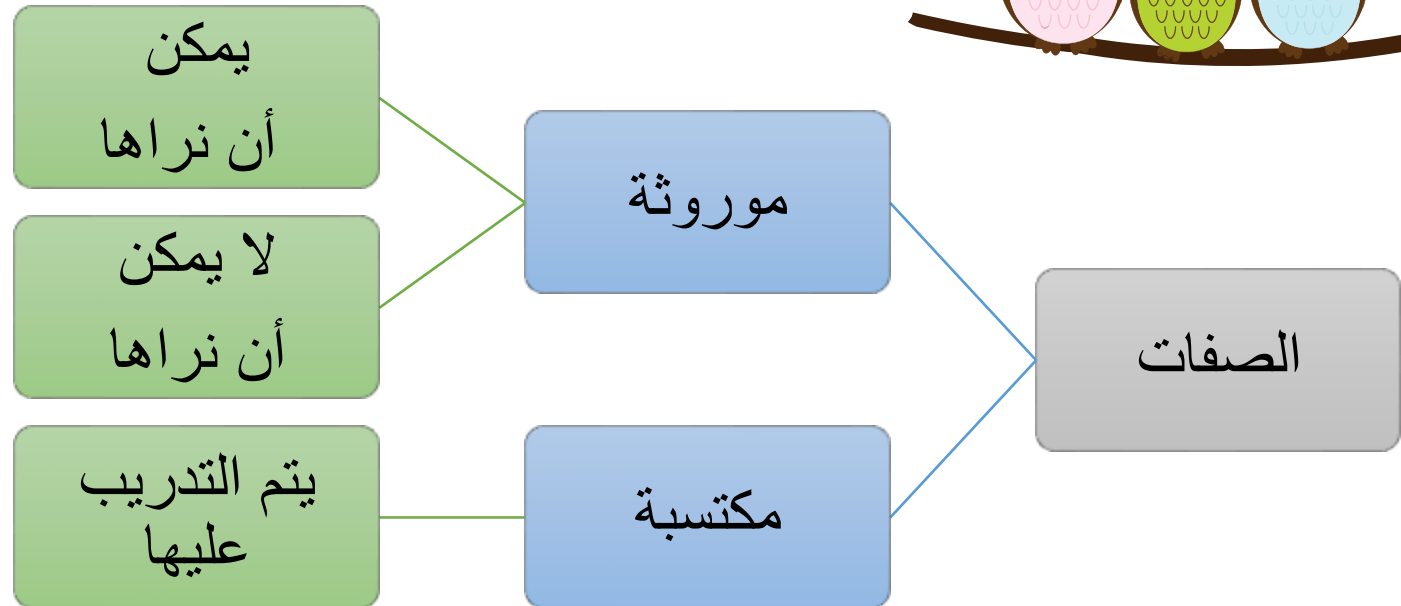 الصفات
موروثة
يمكن
أن نراها
لا يمكن
أن نراها
مكتسبة
يتم التدريب
عليها